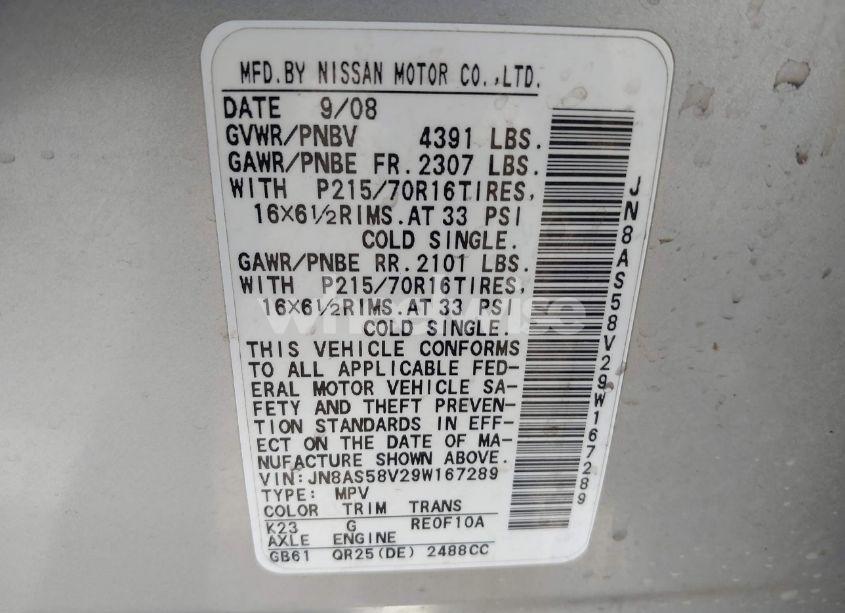 MFD.BY NISSAN MOTOR CO.,LTD.
DATE 9/08
GVWR/PNBV 4391 LBS.
GAWR/PNBE FR.2307 LBS.
WITH P215/70R16TIRES,
16X6½RIMS.AT 33 PSI
COLD SINGLE.
GAWR/PNBE RR.2101 LBS.
WITH P215/70R16TIRES,
16X6½RIMS.AT 33 PSI
COLD SINGLE.
THIS VEHICLE CONFORMS
TO ALL APPLICABLE FED-
ERAL MOTOR VEHICLE SA-
FETY AND THEFT PREVEN-
TION STANDARDS IN EFF-
ECT ON THE DATE OF MA-
NUFACTURE SHOWN ABOVE.
VIN:JN8AS58V29W167289
TYPE: MPV
COLOR TRIM TRANS
K23 G RE0F10A
AXLE ENGINE
GB61 QR25(DE) 2488CC
JN8AS58V29W167289